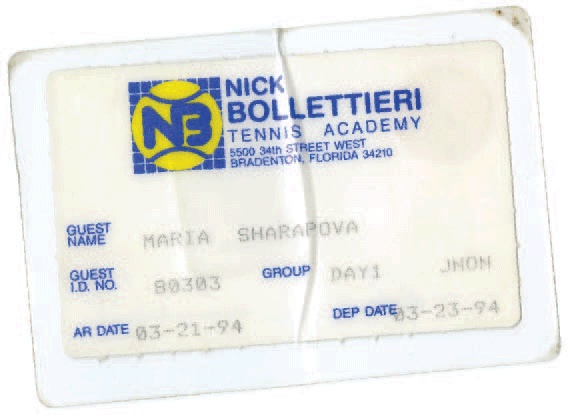 NB
NICK
BOLLETTIERI
TENNIS ACADEMY
5500 34th STREET WEST
BRADENTON, FLORIDA 34210
GUEST NAME MARIA SHARAPOVA
GUEST I.D. NO. 80303 GROUP DAY1 JNON
AR DATE 03-21-94 DEP DATE 03-23-94